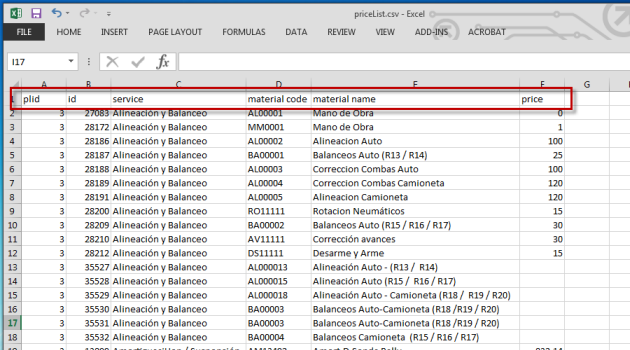 priceList.csv - Excel
FILE HOME INSERT PAGE LAYOUT FORMULAS DATA REVIEW VIEW ADD-INS ACROBAT
I17 fx
A B C D E F G H
1 plid id service material code material name price
2 3 27083 Alineación y Balanceo AL00001 Mano de Obra 0
3 3 28172 Alineación y Balanceo MM0001 Mano de Obra 1
4 3 28186 Alineación y Balanceo AL00002 Alineacion Auto 100
5 3 28187 Alineación y Balanceo BA00001 Balanceos Auto (R13 / R14) 25
6 3 28188 Alineación y Balanceo AL00003 Correccion Combas Auto 100
7 3 28189 Alineación y Balanceo AL00004 Correccion Combas Camioneta 120
8 3 28191 Alineación y Balanceo AL00005 Alineacion Camioneta 120
9 3 28200 Alineación y Balanceo RO11111 Rotacion Neumáticos 15
10 3 28209 Alineación y Balanceo BA00002 Balanceos Auto (R15 / R16 / R17) 30
11 3 28210 Alineación y Balanceo AV11111 Corrección avances 30
12 3 28212 Alineación y Balanceo DS11111 Desarme y Arme 15
13 3 35527 Alineación y Balanceo AL000013 Alineación Auto - (R13 / R14)
14 3 35528 Alineación y Balanceo AL000015 Alineación Auto (R15 / R16 / R17)
15 3 35529 Alineación y Balanceo AL000018 Alineación Auto - Camioneta (R18 / R19 / R20)
16 3 35530 Alineación y Balanceo BA00003 Balanceos Auto-Camioneta (R18 /R19 / R20)
17 3 35531 Alineación y Balanceo BA00003 Balanceos Auto-Camioneta (R18 /R19 / R20)
18 3 35532 Alineación y Balanceo BA00004 Balanceos Camioneta (R15 / R16 / R17)